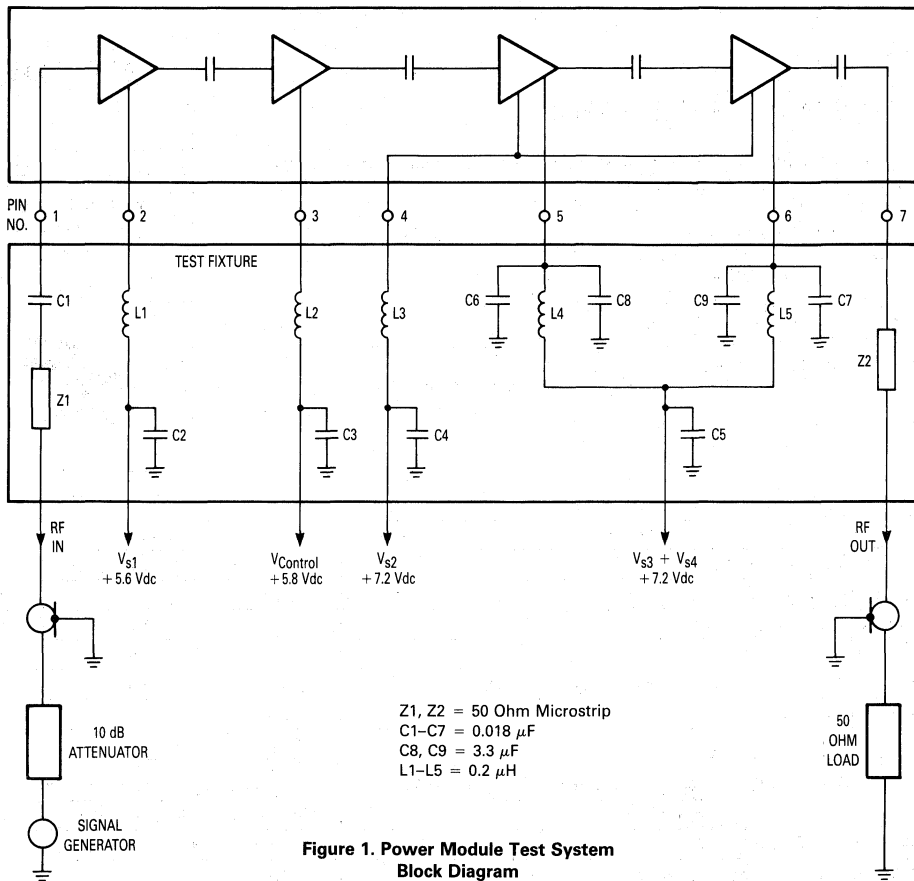 PIN
NO.
1
2
3
4
5
6
7
TEST FIXTURE
C1
L1
L2
L3
C6
L4
C8
C9
L5
C7
Z1
Z2
C2
C3
C4
C5
RF
IN
Vs1
+ 5.6 Vdc
VControl
+ 5.8 Vdc
Vs2
+ 7.2 Vdc
Vs3 + Vs4
+ 7.2 Vdc
RF
OUT
10 dB
ATTENUATOR
SIGNAL
GENERATOR
Z1, Z2 = 50 Ohm Microstrip
C1–C7 = 0.018 μF
C8, C9 = 3.3 μF
L1–L5 = 0.2 μH
50
OHM
LOAD
Figure 1. Power Module Test System
Block Diagram